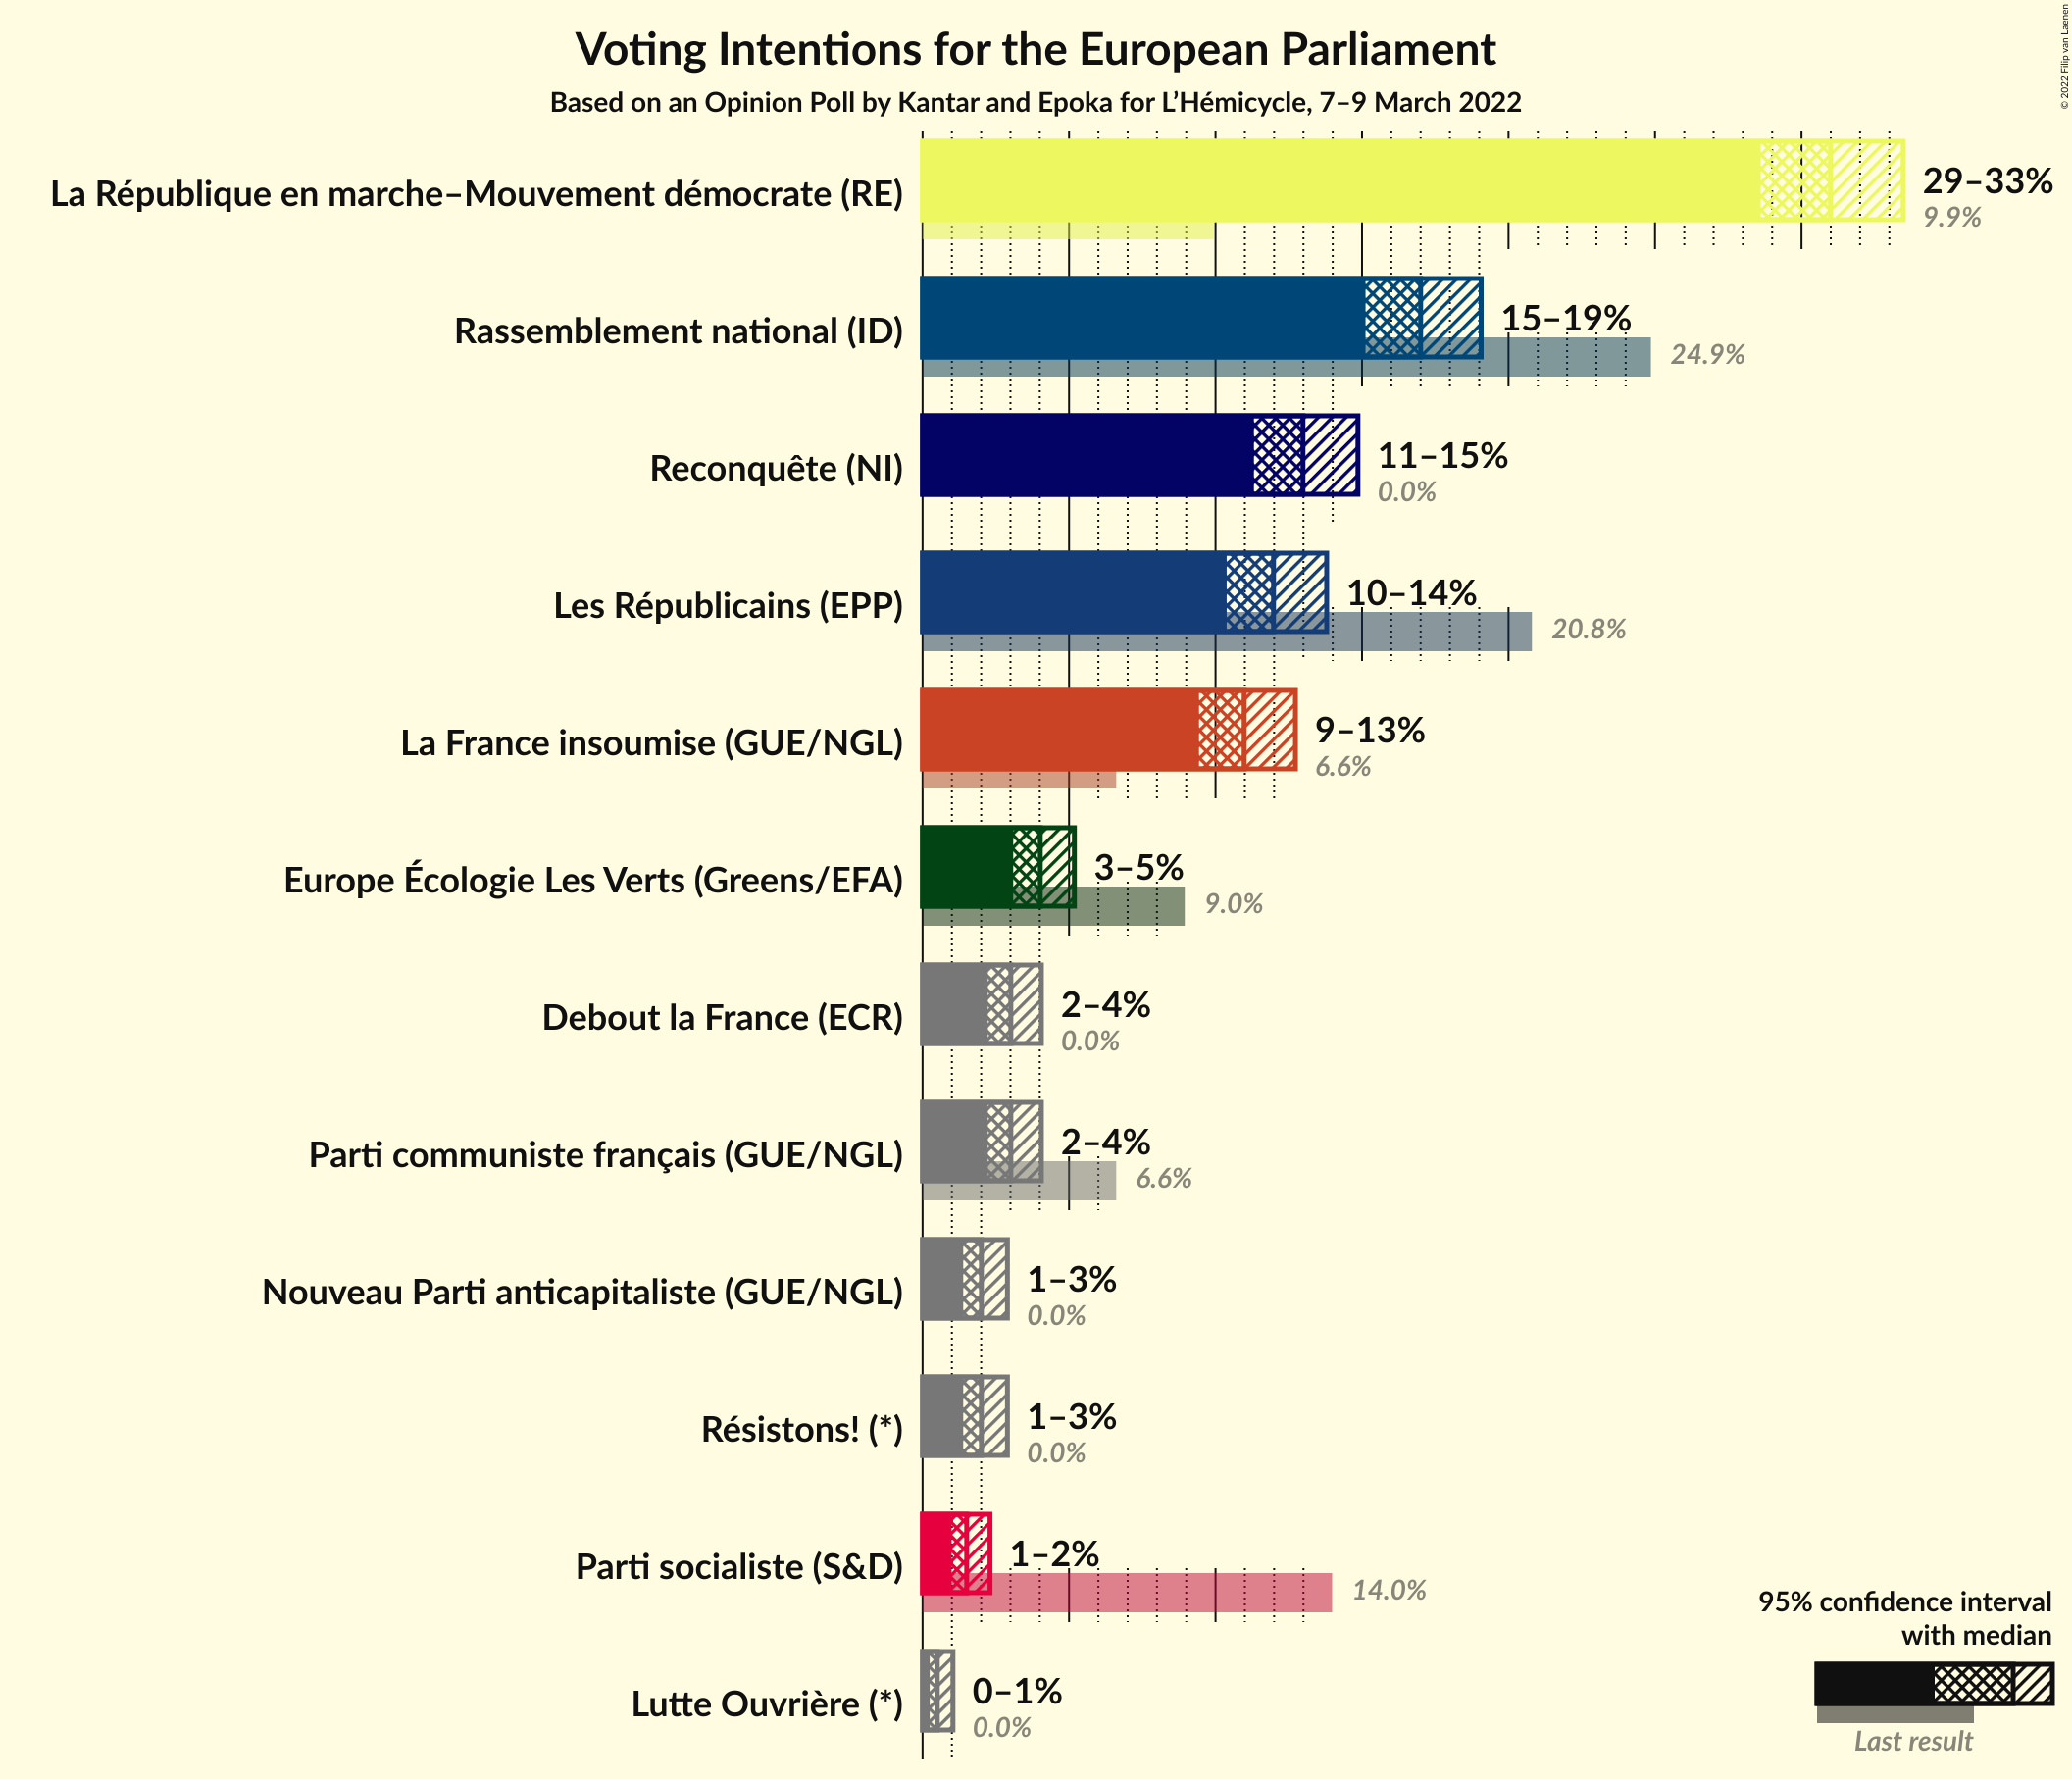 Voting Intentions for the European Parliament
Based on an Opinion Poll by Kantar and Epoka for L’Hémicycle, 7–9 March 2022
© 2022 Filip van Laenen
La République en marche–Mouvement démocrate (RE)
29–33%
9.9%
Rassemblement national (ID)
15–19%
24.9%
Reconquête (NI)
11–15%
0.0%
Les Républicains (EPP)
10–14%
20.8%
La France insoumise (GUE/NGL)
9–13%
6.6%
Europe Écologie Les Verts (Greens/EFA)
3–5%
9.0%
Debout la France (ECR)
2–4%
0.0%
Parti communiste français (GUE/NGL)
2–4%
6.6%
Nouveau Parti anticapitaliste (GUE/NGL)
1–3%
0.0%
Résistons! (*)
1–3%
0.0%
Parti socialiste (S&D)
1–2%
14.0%
Lutte Ouvrière (*)
0–1%
0.0%
95% confidence interval
with median
Last result